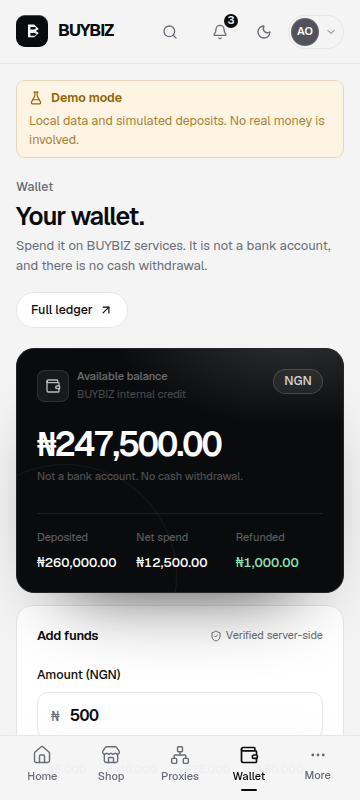 BUYBIZ
3
AO
Demo mode
Local data and simulated deposits. No real money is
involved.
Wallet
Your wallet.
Spend it on BUYBIZ services. It is not a bank account,
and there is no cash withdrawal.
Full ledger
Available balance
BUYBIZ internal credit
NGN
₦247,500.00
Not a bank account. No cash withdrawal.
Deposited Net spend Refunded
₦260,000.00 ₦12,500.00 ₦1,000.00
Add funds Verified server-side
Amount (NGN)
₦ 500
Home Shop Proxies Wallet More